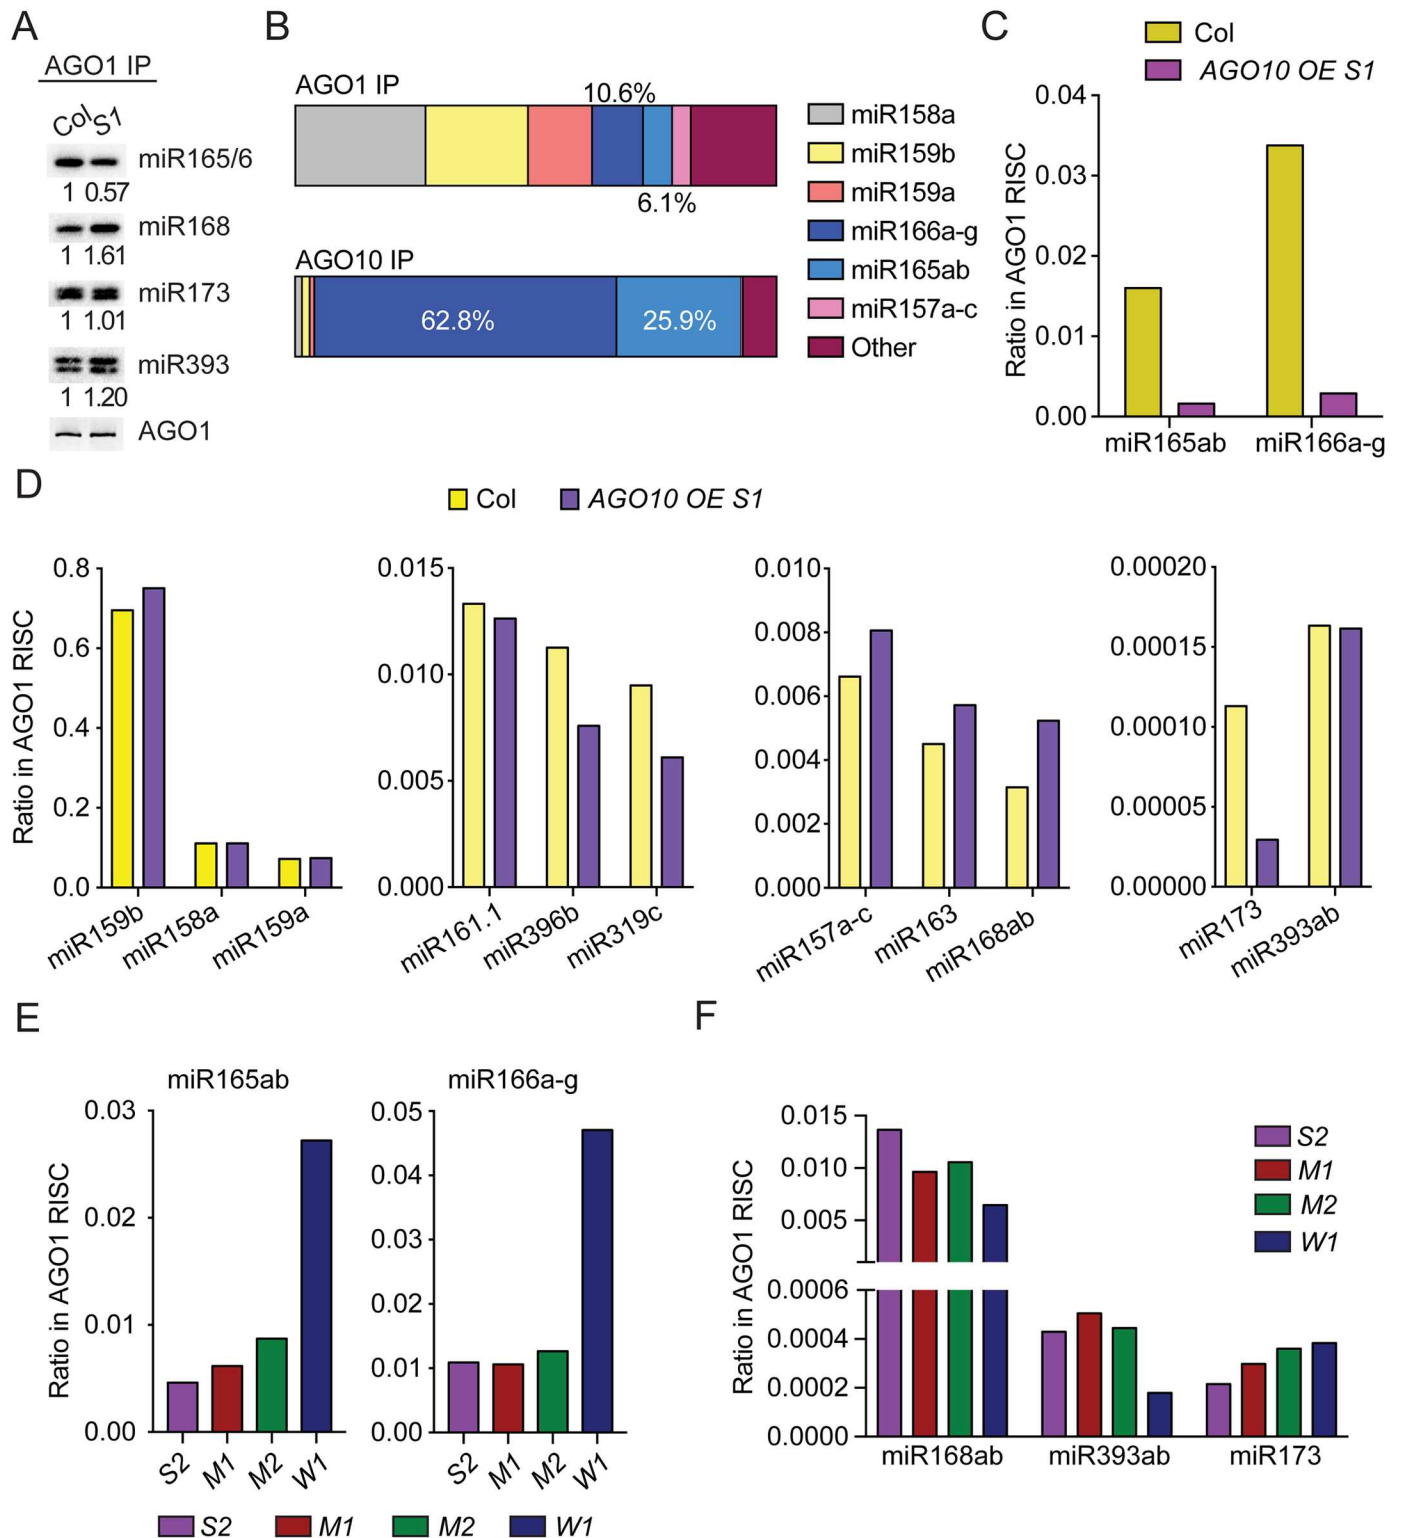 A
AGO1 IP
Col S1
miR165/6
1 0.57
miR168
1 1.61
miR173
1 1.01
miR393
1 1.20
AGO1
B
AGO1 IP
10.6%
6.1%
AGO10 IP
62.8%
25.9%
miR158a
miR159b
miR159a
miR166a-g
miR165ab
miR157a-c
Other
C
Col
AGO10 OE S1
Ratio in AGO1 RISC
0.04
0.03
0.02
0.01
0.00
miR165ab miR166a-g
D
Col AGO10 OE S1
Ratio in AGO1 RISC
0.8
0.6
0.4
0.2
0.0
miR159b miR158a miR159a
0.015
0.010
0.005
0.000
miR161.1 miR396b miR319c
0.010
0.008
0.006
0.004
0.002
0.000
miR157a-c miR163 miR168ab
0.00020
0.00015
0.00010
0.00005
0.00000
miR173 miR393ab
E
miR165ab
Ratio in AGO1 RISC
0.03
0.02
0.01
0.00
S2 M1 M2 W1
miR166a-g
0.05
0.04
0.03
0.02
0.01
0.00
S2 M1 M2 W1
S2 M1 M2 W1
F
Ratio in AGO1 RISC
0.015
0.010
0.005
0.0006
0.0004
0.0002
0.0000
miR168ab miR393ab miR173
S2
M1
M2
W1